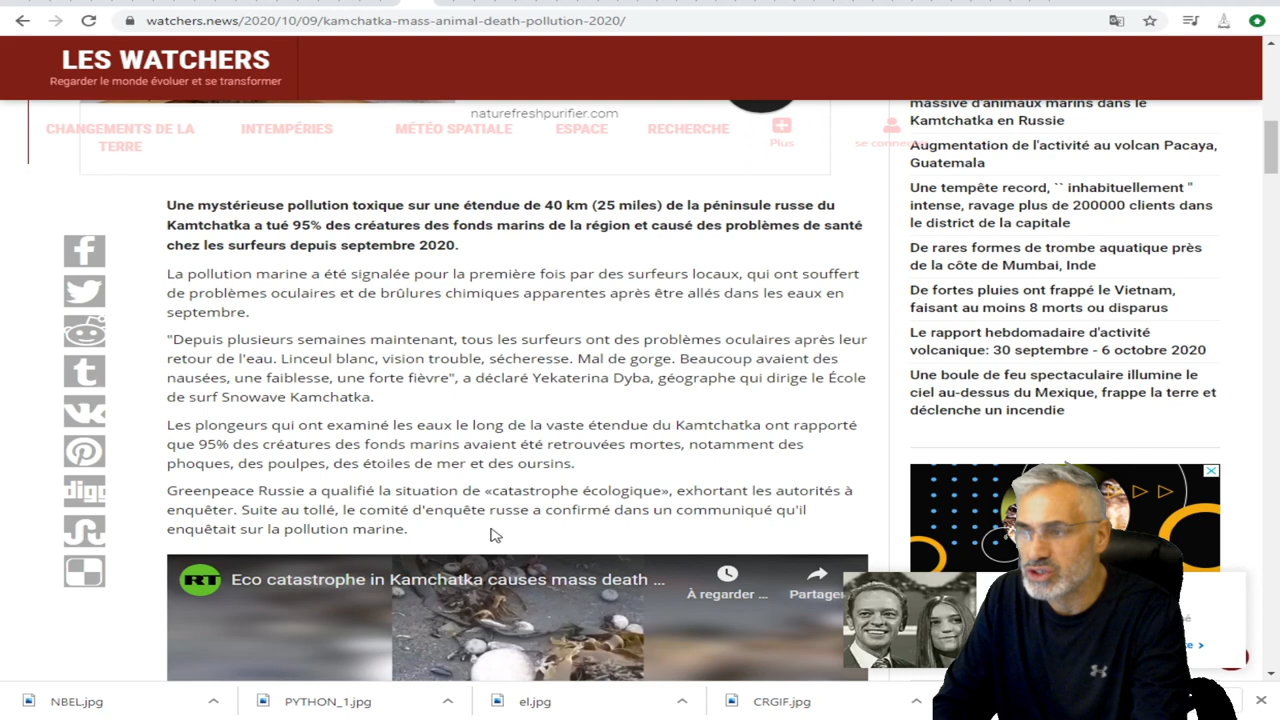 watchers.news/2020/10/09/kamchatka-mass-animal-death-pollution-2020/
LES WATCHERS
Regarder le monde évoluer et se transformer
naturefreshpurifier.com
CHANGEMENTS DE LA TERRE
INTEMPÉRIES
MÉTÉO SPATIALE
ESPACE
RECHERCHE
Plus
se connecter
Une mystérieuse pollution toxique sur une étendue de 40 km (25 miles) de la péninsule russe du
Kamtchatka a tué 95% des créatures des fonds marins de la région et causé des problèmes de santé
chez les surfeurs depuis septembre 2020.
La pollution marine a été signalée pour la première fois par des surfeurs locaux, qui ont souffert
de problèmes oculaires et de brûlures chimiques apparentes après être allés dans les eaux en
septembre.
"Depuis plusieurs semaines maintenant, tous les surfeurs ont des problèmes oculaires après leur
retour de l'eau. Linceul blanc, vision trouble, sécheresse. Mal de gorge. Beaucoup avaient des
nausées, une faiblesse, une forte fièvre", a déclaré Yekaterina Dyba, géographe qui dirige le École
de surf Snowave Kamchatka.
Les plongeurs qui ont examiné les eaux le long de la vaste étendue du Kamchatka ont rapporté
que 95% des créatures des fonds marins avaient été retrouvées mortes, notamment des
phoques, des poulpes, des étoiles de mer et des oursins.
Greenpeace Russie a qualifié la situation de «catastrophe écologique», exhortant les autorités à
enquêter. Suite au tollé, le comité d'enquête russe a confirmé dans un communiqué qu'il
enquêtait sur la pollution marine.
RT
Eco catastrophe in Kamchatka causes mass death ...
À regarder ...
Partager
massive d'animaux marins dans le
Kamchatka en Russie
Augmentation de l'activité au volcan Pacaya,
Guatemala
Une tempête record, `` inhabituellement "
intense, ravage plus de 200000 clients dans
le district de la capitale
De rares formes de trombe aquatique près
de la côte de Mumbai, Inde
De fortes pluies ont frappé le Vietnam,
faisant au moins 8 morts ou disparus
Le rapport hebdomadaire d'activité
volcanique: 30 septembre - 6 octobre 2020
Une boule de feu spectaculaire illumine le
ciel au-dessus du Mexique, frappe la terre et
déclenche un incendie
digg
NBEL.jpg
PYTHON_1.jpg
el.jpg
CRGIF.jpg